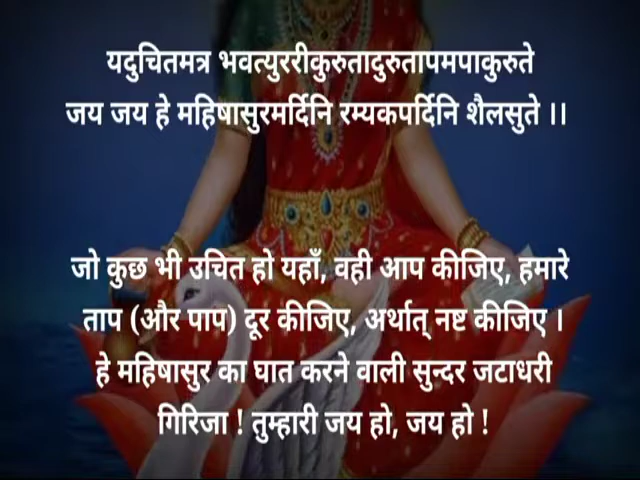 यदुचितमत्र भवत्युररीकुरुतादुरुतापमपाकुरुते
जय जय हे महिषासुरमर्दिनि रम्यकपर्दिनि शैलसुते ।।
जो कुछ भी उचित हो यहाँ, वही आप कीजिए, हमारे
ताप (और पाप) दूर कीजिए, अर्थात् नष्ट कीजिए ।
हे महिषासुर का घात करने वाली सुन्दर जटाधरी
गिरिजा ! तुम्हारी जय हो, जय हो !